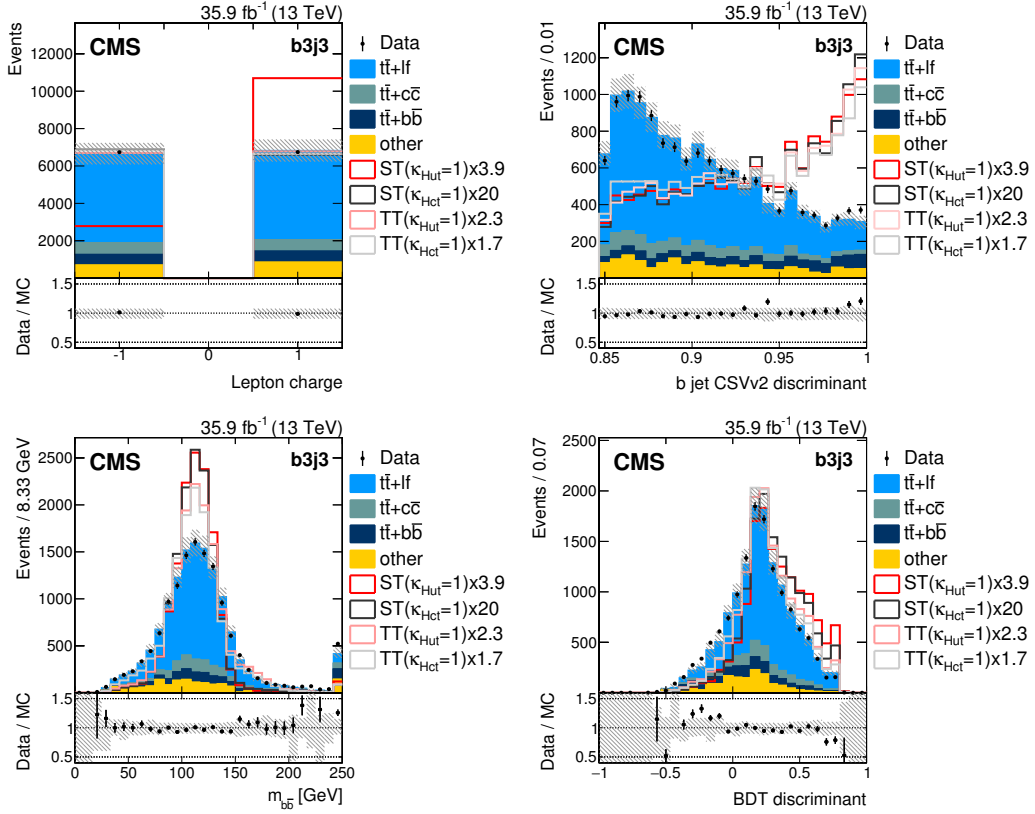 35.9 fb⁻¹ (13 TeV)
Events
CMS
b3j3
12000
10000
8000
6000
4000
2000
Data
tt̄+lf
tt̄+cc̄
tt̄+bb̄
other
ST(κHut=1)x3.9
ST(κHct=1)x20
TT(κHut=1)x2.3
TT(κHct=1)x1.7
Data / MC
1.5
1
0.5
-1 0 1
Lepton charge
35.9 fb⁻¹ (13 TeV)
Events / 0.01
CMS
b3j3
1200
1000
800
600
400
200
Data
tt̄+lf
tt̄+cc̄
tt̄+bb̄
other
ST(κHut=1)x3.9
ST(κHct=1)x20
TT(κHut=1)x2.3
TT(κHct=1)x1.7
Data / MC
1.5
1
0.5
0.85 0.9 0.95 1
b jet CSVv2 discriminant
35.9 fb⁻¹ (13 TeV)
Events / 8.33 GeV
CMS
b3j3
2500
2000
1500
1000
500
Data
tt̄+lf
tt̄+cc̄
tt̄+bb̄
other
ST(κHut=1)x3.9
ST(κHct=1)x20
TT(κHut=1)x2.3
TT(κHct=1)x1.7
Data / MC
1.5
1
0.5
0 50 100 150 200 250
mbb̄ [GeV]
35.9 fb⁻¹ (13 TeV)
Events / 0.07
CMS
b3j3
2500
2000
1500
1000
500
Data
tt̄+lf
tt̄+cc̄
tt̄+bb̄
other
ST(κHut=1)x3.9
ST(κHct=1)x20
TT(κHut=1)x2.3
TT(κHct=1)x1.7
Data / MC
1.5
1
0.5
−1 −0.5 0 0.5 1
BDT discriminant